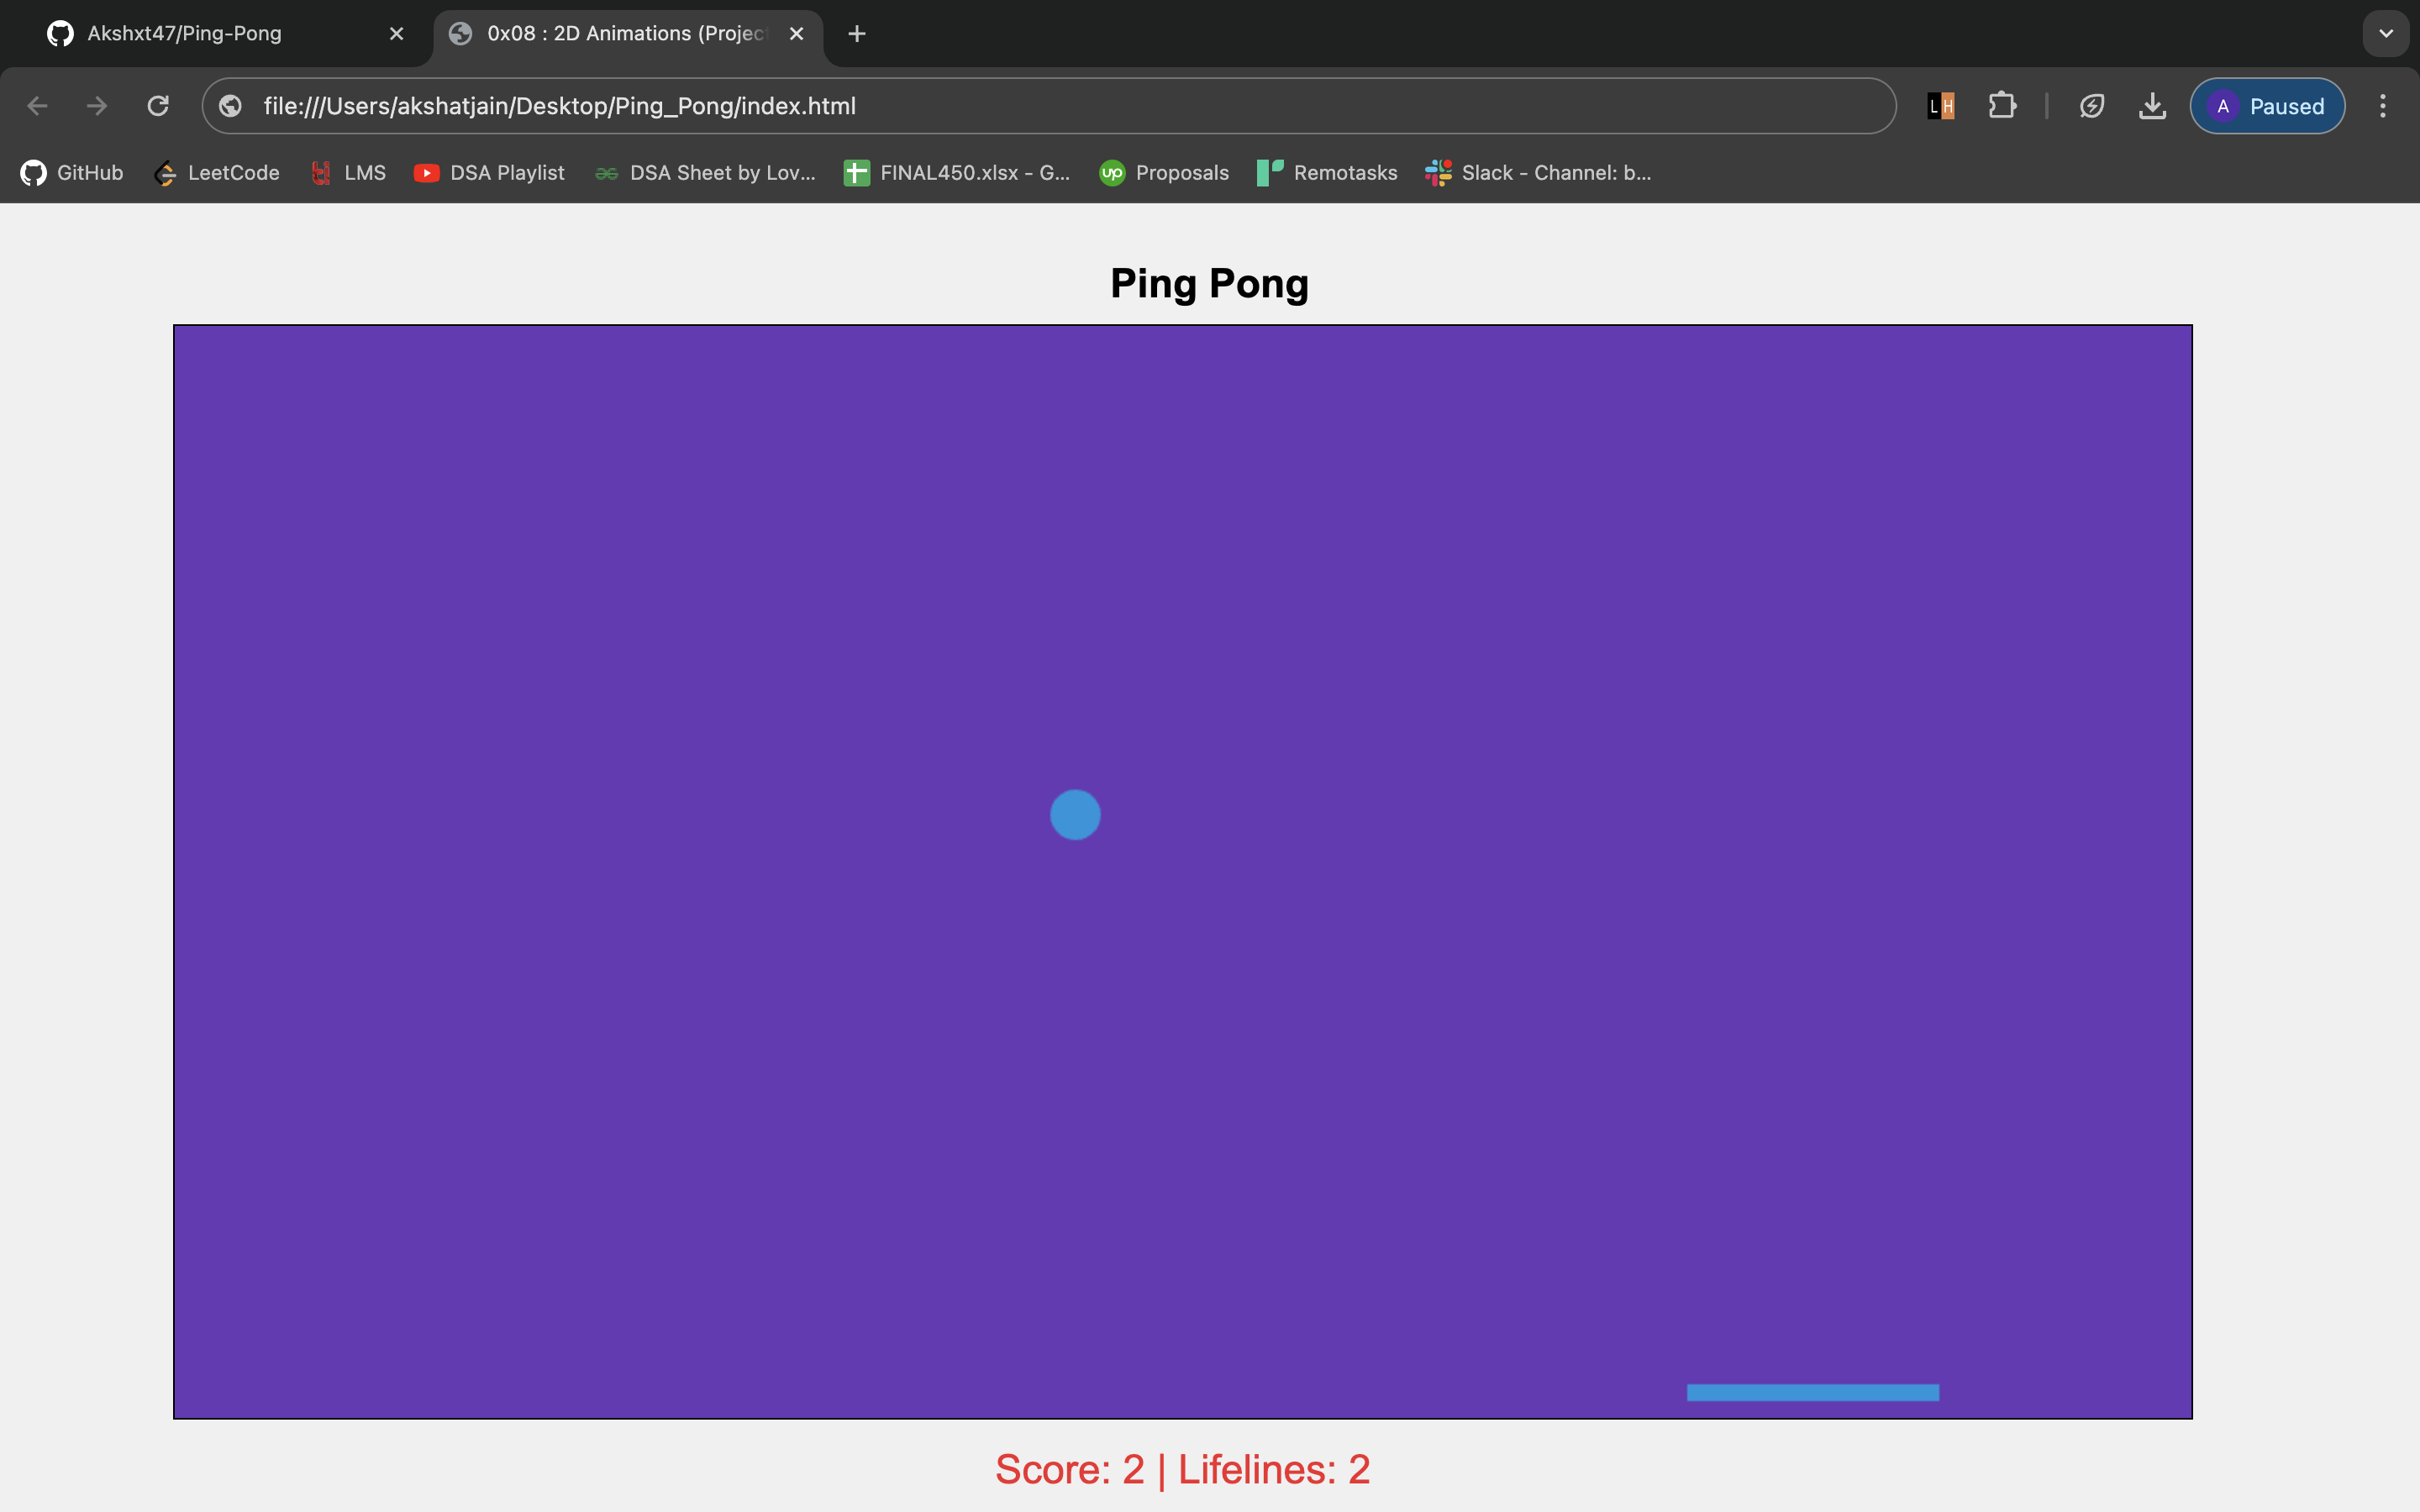 Akshxt47/Ping-Pong
0x08 : 2D Animations (Projec
file:///Users/akshatjain/Desktop/Ping_Pong/index.html
L H
A Paused
GitHub LeetCode LMS DSA Playlist DSA Sheet by Lov... FINAL450.xlsx - G... up Proposals Remotasks Slack - Channel: b...
Ping Pong
Score: 2 | Lifelines: 2